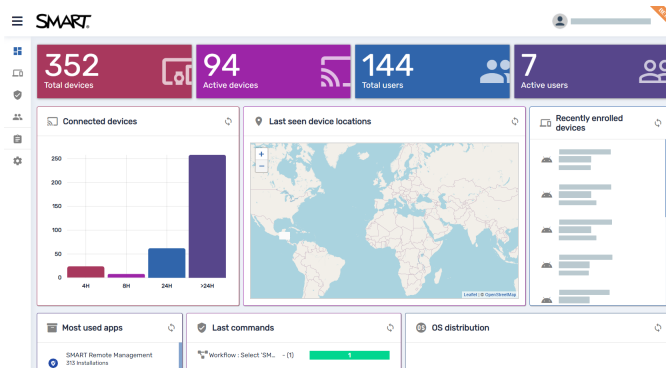 SMART
352
Total devices
94
Active devices
144
Total users
7
Active users
Connected devices
250
200
150
100
50
0
4H
8H
24H
>24H
Last seen device locations
+
−
Leaflet | © OpenStreetMap
Recently enrolled
devices
Most used apps
SMART Remote Management
313 Installations
Last commands
Workflow : Select 'SM... - (1)
1
OS distribution